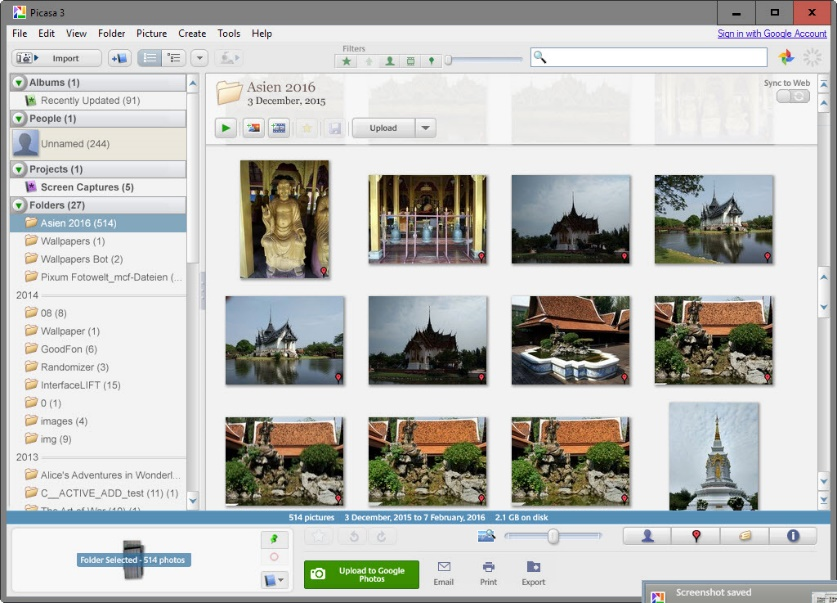 Picasa 3
File Edit View Folder Picture Create Tools Help
Sign in with Google Account
Import
Filters
Albums (1)
Recently Updated (91)
People (1)
Unnamed (244)
Projects (1)
Screen Captures (5)
Folders (27)
Asien 2016 (514)
Wallpapers (1)
Wallpapers Bot (2)
Pixum Fotowelt_mcf-Dateien (...
2014
08 (8)
Wallpaper (1)
GoodFon (6)
Randomizer (3)
InterfaceLIFT (15)
0 (1)
images (4)
img (9)
2013
Alice's Adventures in Wonderl...
C__ACTIVE_ADD_test (11) (1)
The Art of War (10) (1)
Asien 2016
3 December, 2015
Sync to Web
Upload
514 pictures 3 December, 2015 to 7 February, 2016 2.1 GB on disk
Folder Selected - 514 photos
Upload to Google
Photos
Email
Print
Export
Screenshot saved